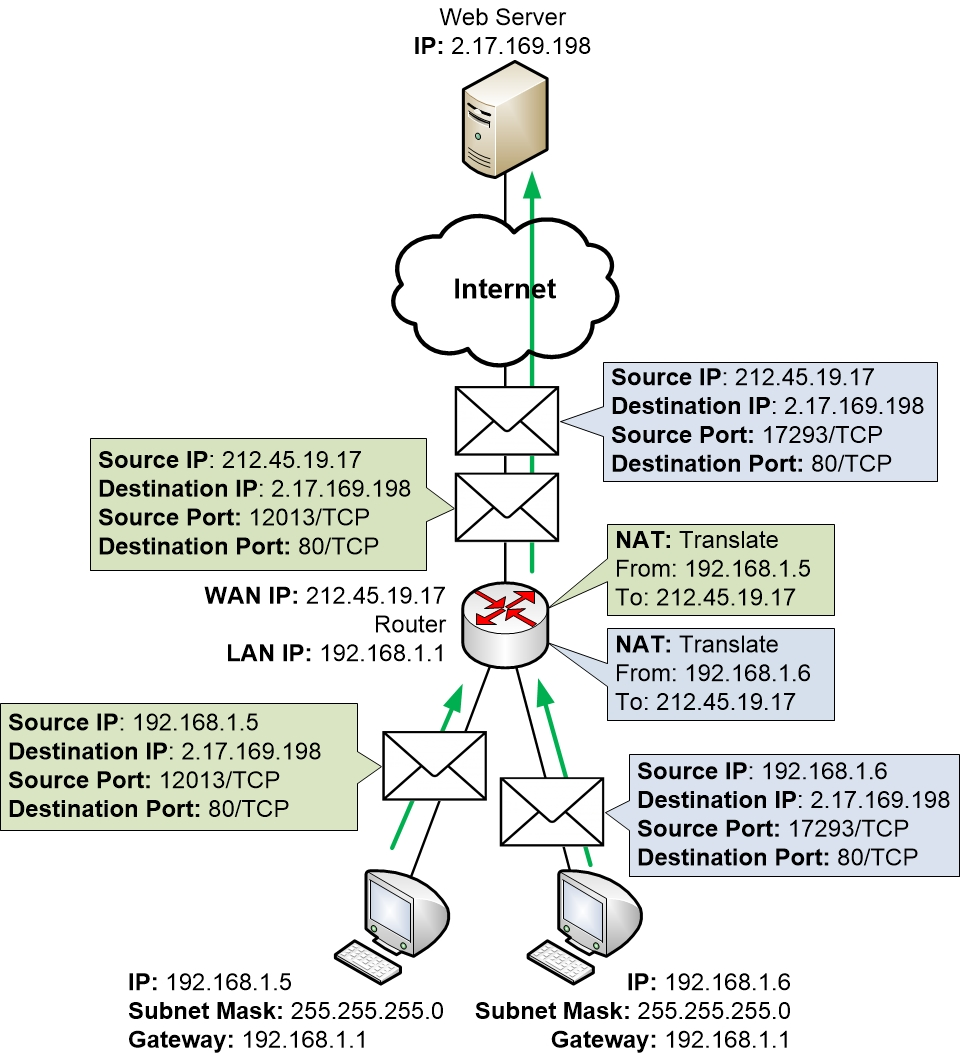 Web Server
IP: 2.17.169.198
Internet
Source IP: 212.45.19.17
Destination IP: 2.17.169.198
Source Port: 17293/TCP
Destination Port: 80/TCP
Source IP: 212.45.19.17
Destination IP: 2.17.169.198
Source Port: 12013/TCP
Destination Port: 80/TCP
NAT: Translate
From: 192.168.1.5
To: 212.45.19.17
WAN IP: 212.45.19.17
Router
LAN IP: 192.168.1.1
NAT: Translate
From: 192.168.1.6
To: 212.45.19.17
Source IP: 192.168.1.5
Destination IP: 2.17.169.198
Source Port: 12013/TCP
Destination Port: 80/TCP
Source IP: 192.168.1.6
Destination IP: 2.17.169.198
Source Port: 17293/TCP
Destination Port: 80/TCP
IP: 192.168.1.5
Subnet Mask: 255.255.255.0
Gateway: 192.168.1.1
IP: 192.168.1.6
Subnet Mask: 255.255.255.0
Gateway: 192.168.1.1